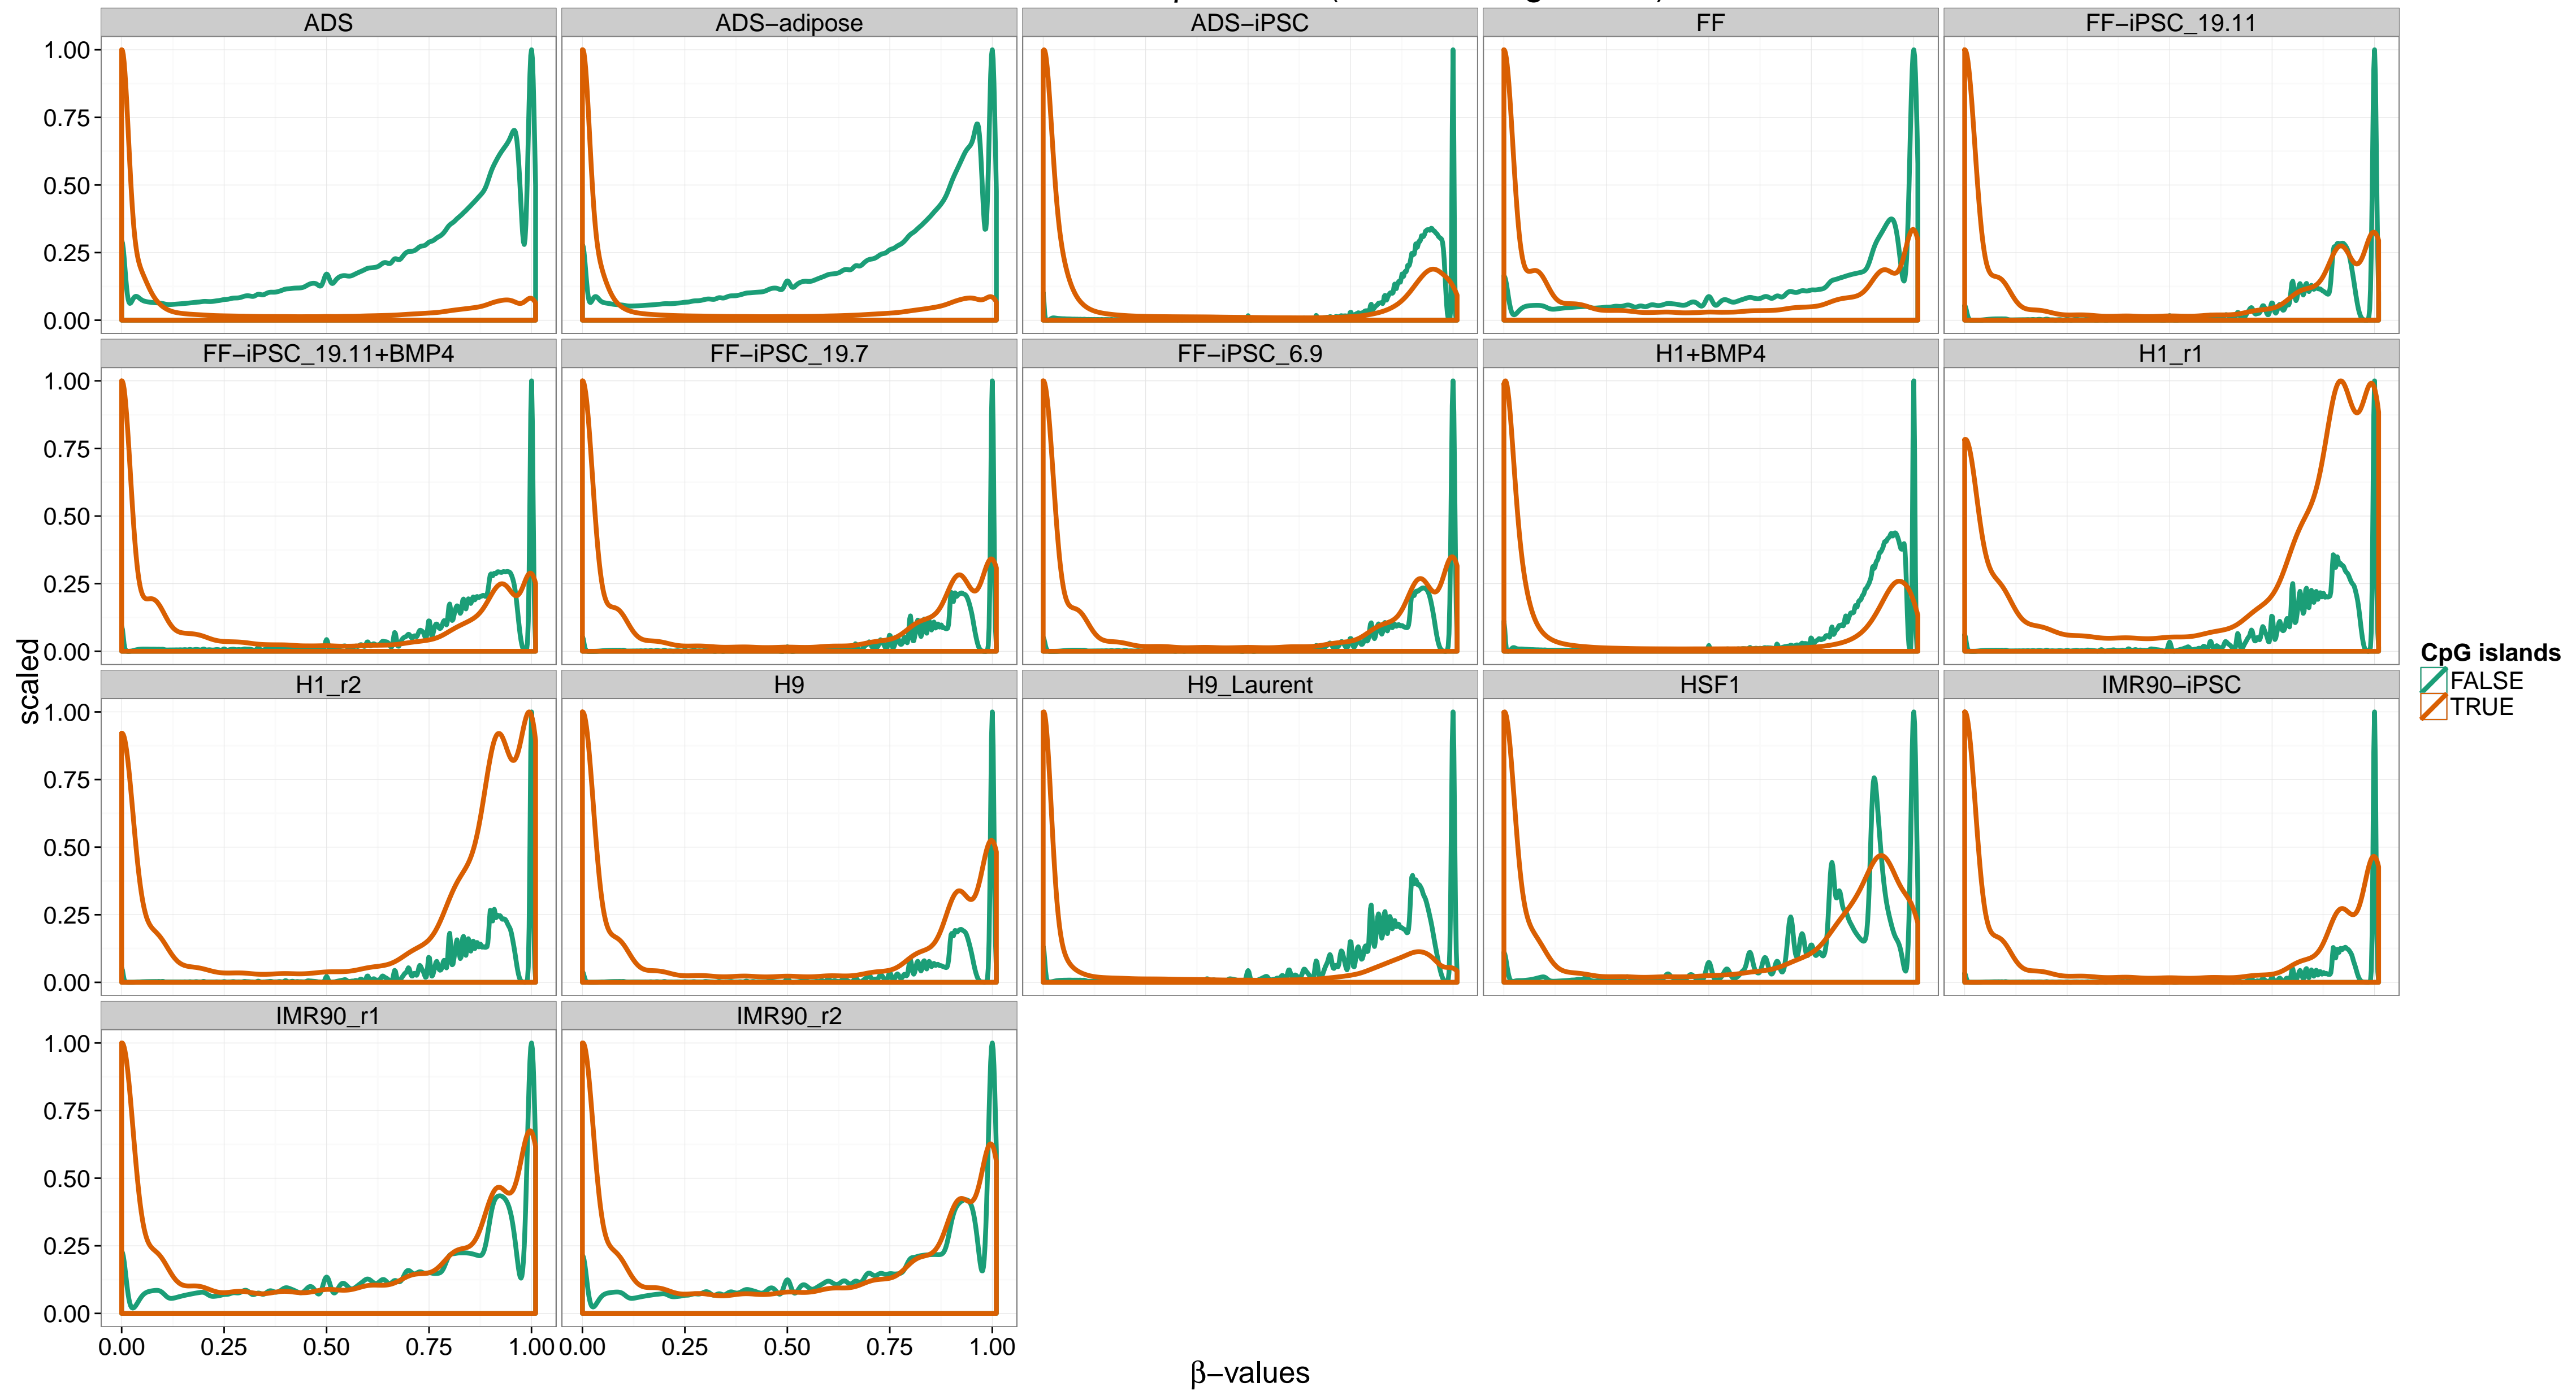 ADS ADS−adipose ADS−iPSC FF FF−iPSC_19.11
1.00
0.75
0.50
0.25
0.00
FF−iPSC_19.11+BMP4 FF−iPSC_19.7 FF−iPSC_6.9 H1+BMP4 H1_r1
1.00
0.75
0.50
0.25
0.00
H1_r2 H9 H9_Laurent HSF1 IMR90−iPSC
1.00
0.75
0.50
0.25
0.00
IMR90_r1 IMR90_r2
1.00
0.75
0.50
0.25
0.00
0.00 0.25 0.50 0.75 1.00 0.00 0.25 0.50 0.75 1.00
β−values
scaled
CpG islands
FALSE
TRUE